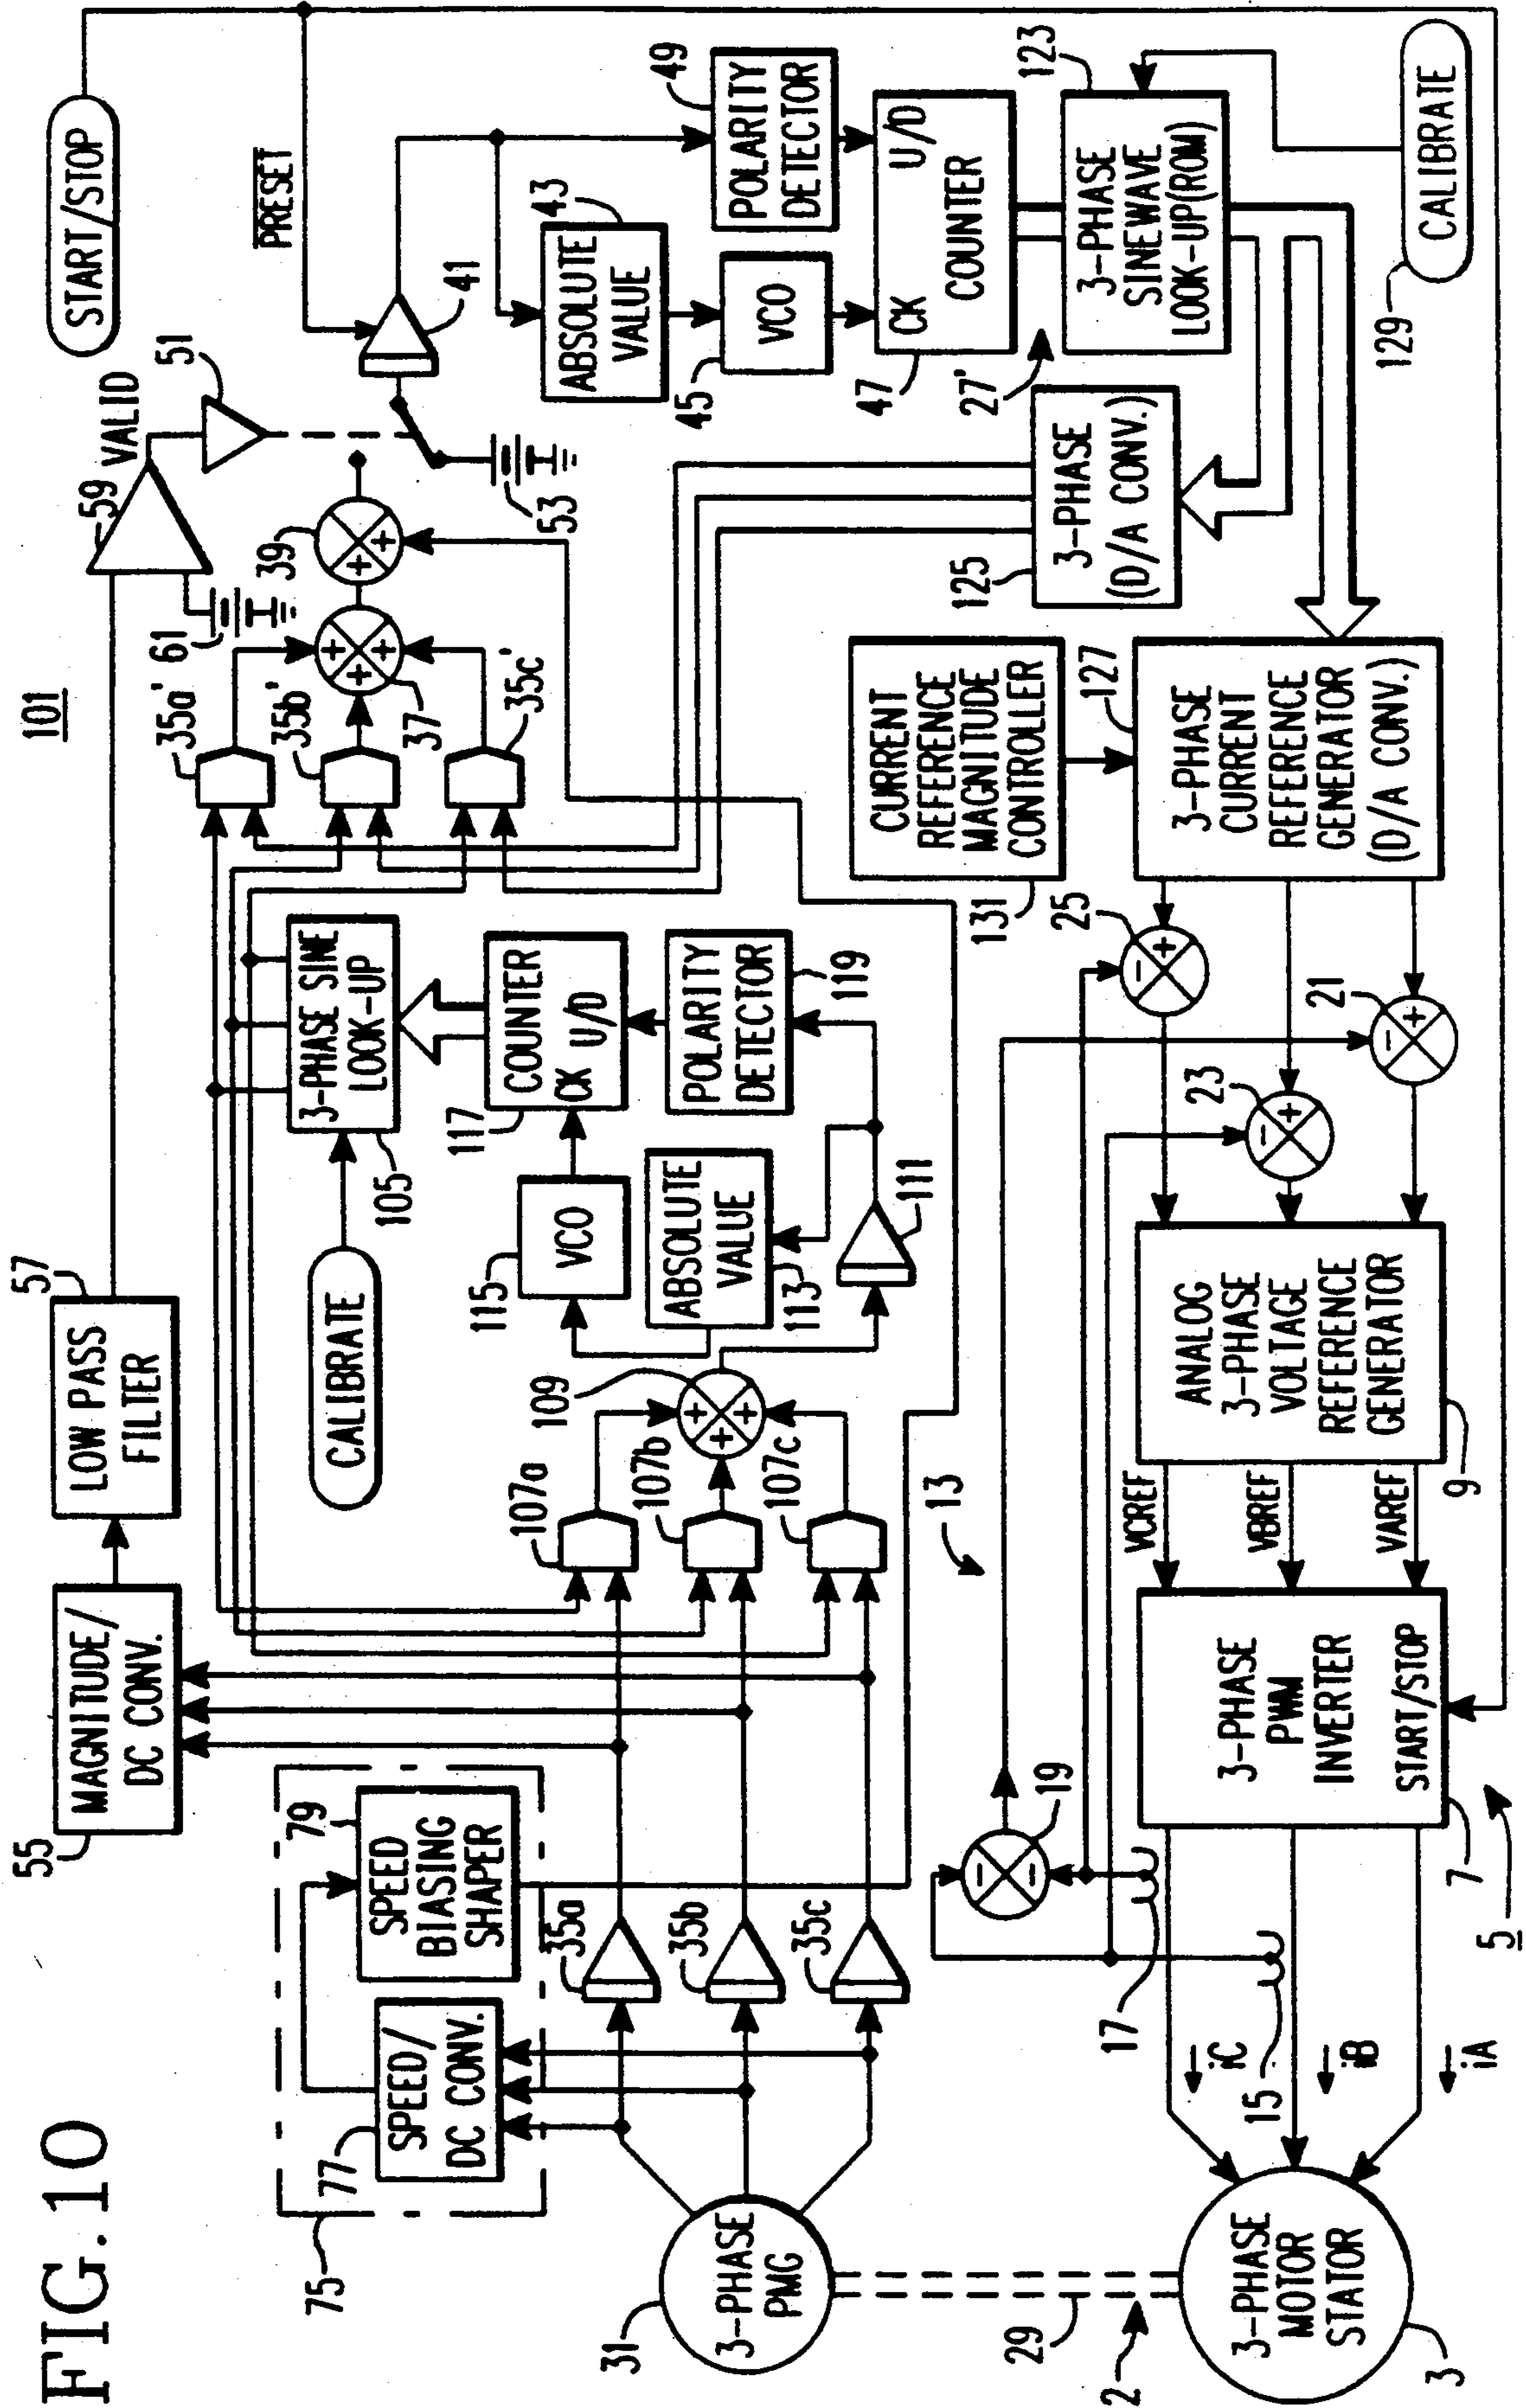 FIG.10
101
START/STOP
55
MAGNITUDE/
DC CONV.
57
LOW PASS
FILTER
59
VALID
51
61
PRESET
75
77
SPEED/
DC CONV.
79
SPEED
BIASING
SHAPER
CALIBRATE
105
3-PHASE SINE
LOOK-UP
35a'
35b'
35c'
+
+
+
37
39
+
+
53
41
43
ABSOLUTE
VALUE
49
POLARITY
DETECTOR
45
VCO
47
CK
U/D
COUNTER
27'
123
3-PHASE
SINEWAVE
LOOK-UP(ROM)
129
CALIBRATE
125
3-PHASE
(D/A CONV.)
31
3-PHASE
PMG
35a
35b
35c
107a
107b
107c
109
+
+
+
111
113
ABSOLUTE
VALUE
115
VCO
117
COUNTER
CK U/D
119
POLARITY
DETECTOR
131
CURRENT
REFERENCE
MAGNITUDE
CONTROLLER
127
3-PHASE
CURRENT
REFERENCE
GENERATOR
(D/A CONV.)
13
19
-
-
25
-
+
23
-
+
21
-
+
29
2
3-PHASE
MOTOR
STATOR
3
17
15
iC
iB
iA
5
7
3-PHASE
PWM
INVERTER
START/STOP
VCREF
VBREF
VAREF
9
ANALOG
3-PHASE
VOLTAGE
REFERENCE
GENERATOR